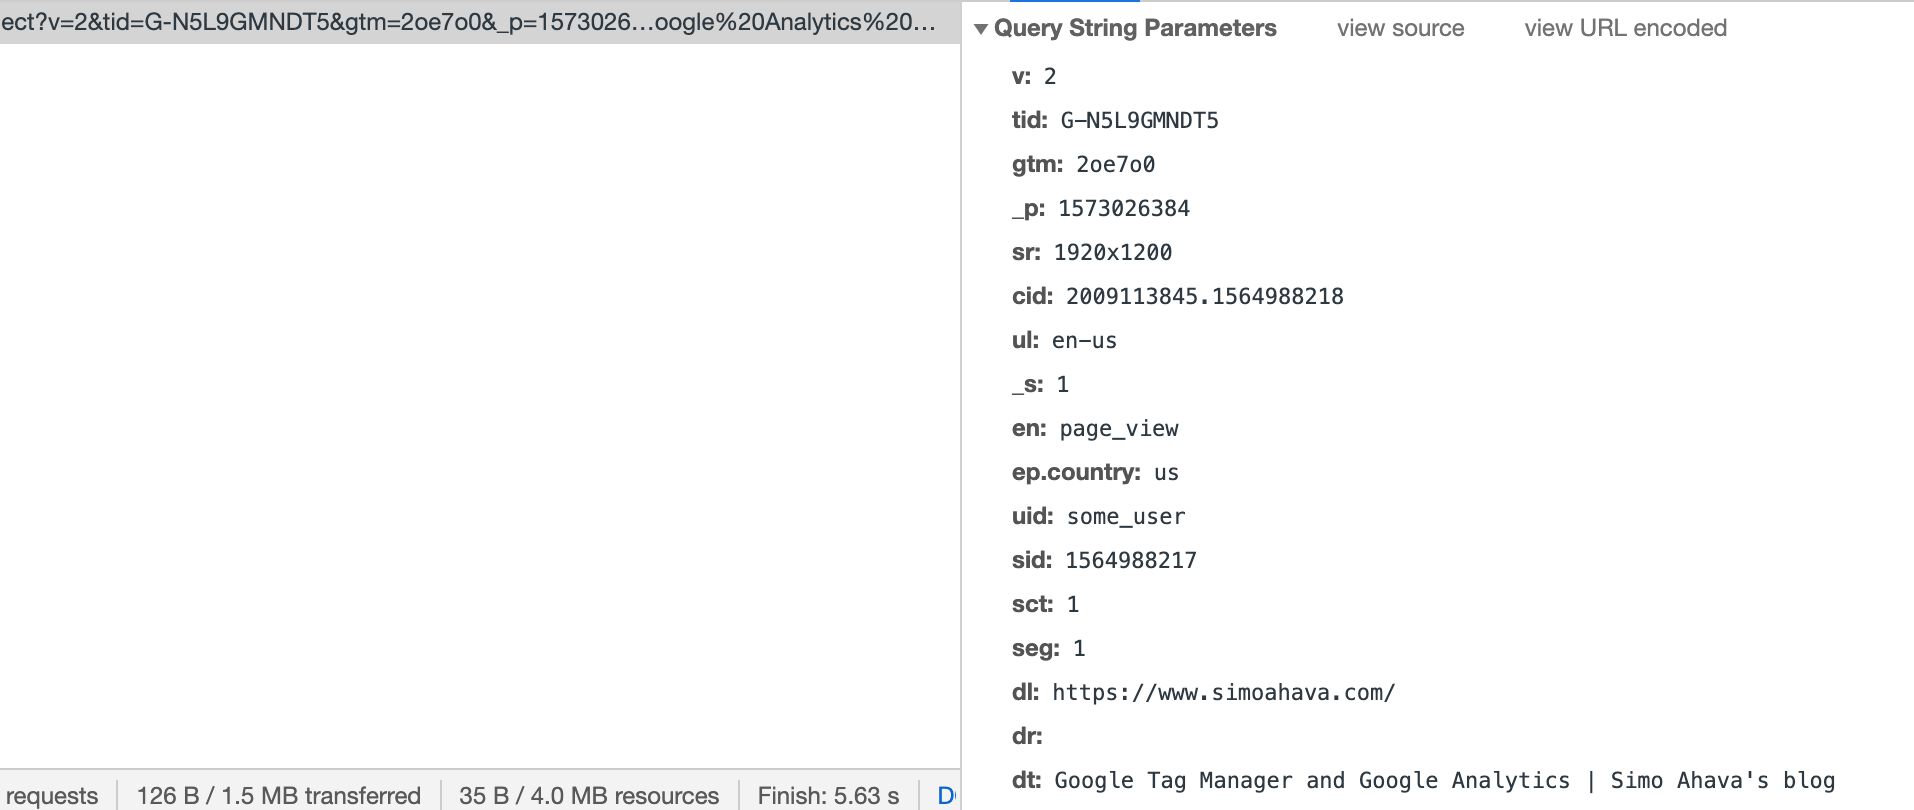 ect?v=2&tid=G-N5L9GMNDT5&gtm=2oe7o0&_p=1573026...oogle%20Analytics%20...
requests 126 B / 1.5 MB transferred 35 B / 4.0 MB resources Finish: 5.63 s
Query String Parameters view source view URL encoded
v: 2
tid: G-N5L9GMNDT5
gtm: 2oe7o0
_p: 1573026384
sr: 1920x1200
cid: 2009113845.1564988218
ul: en-us
_s: 1
en: page_view
ep.country: us
uid: some_user
sid: 1564988217
sct: 1
seg: 1
dl: https://www.simoahava.com/
dr:
dt: Google Tag Manager and Google Analytics | Simo Ahava's blog